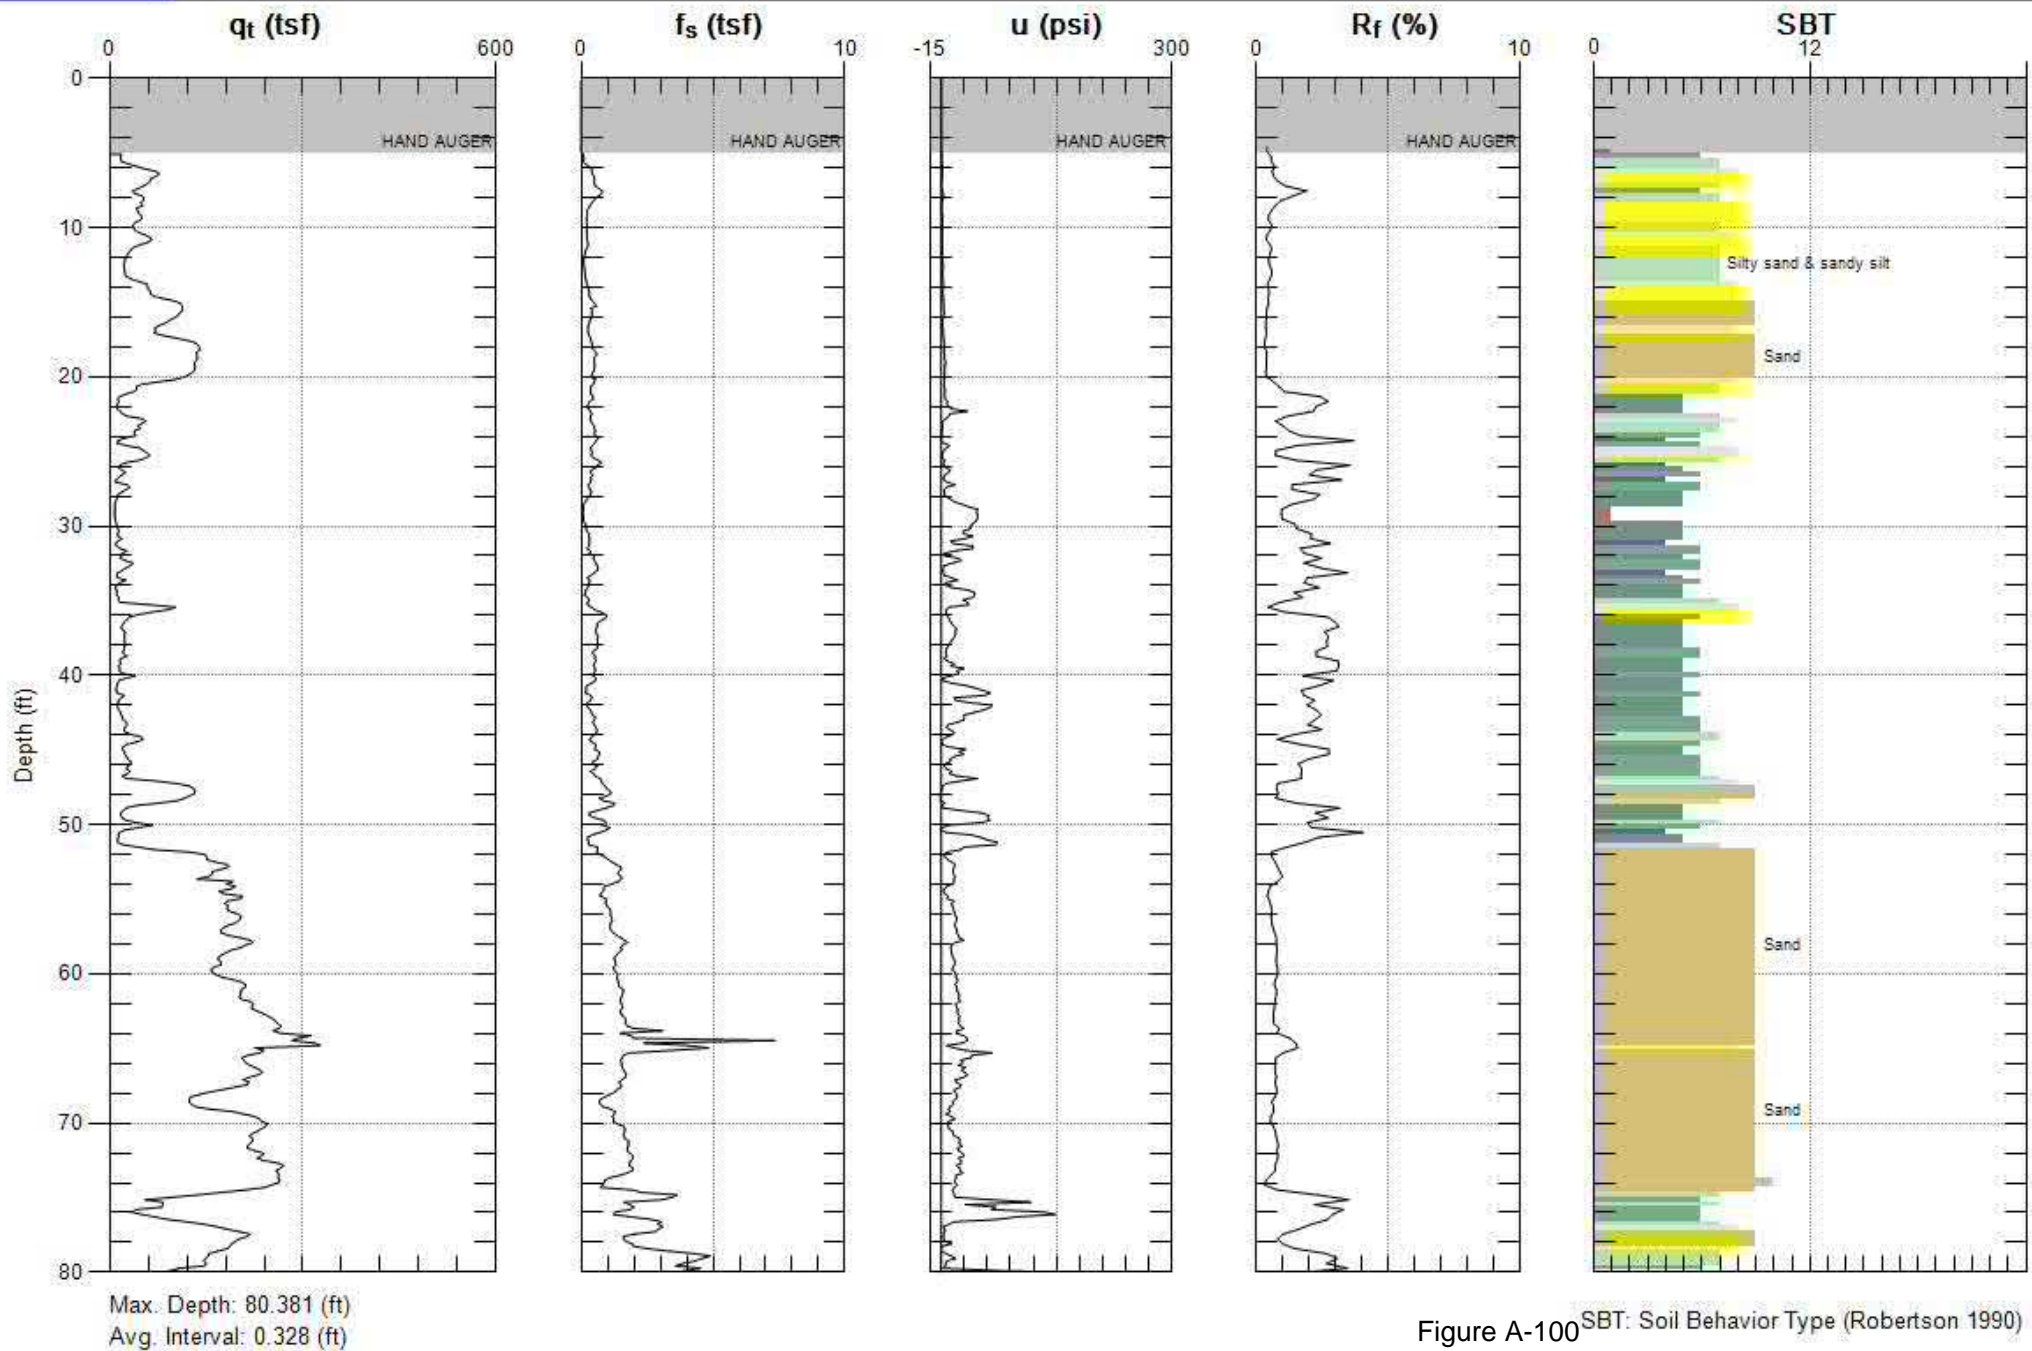 qt (tsf)
fs (tsf)
u (psi)
Rf (%)
SBT
0 600
0 10
-15 300
0 10
0 12
0
HAND AUGER
HAND AUGER
HAND AUGER
HAND AUGER
10
Silty sand & sandy silt
Sand
20
30
40
Depth (ft)
50
Sand
60
Sand
70
80
Max. Depth: 80.381 (ft)
Avg. Interval: 0.328 (ft)
Figure A-100
SBT: Soil Behavior Type (Robertson 1990)